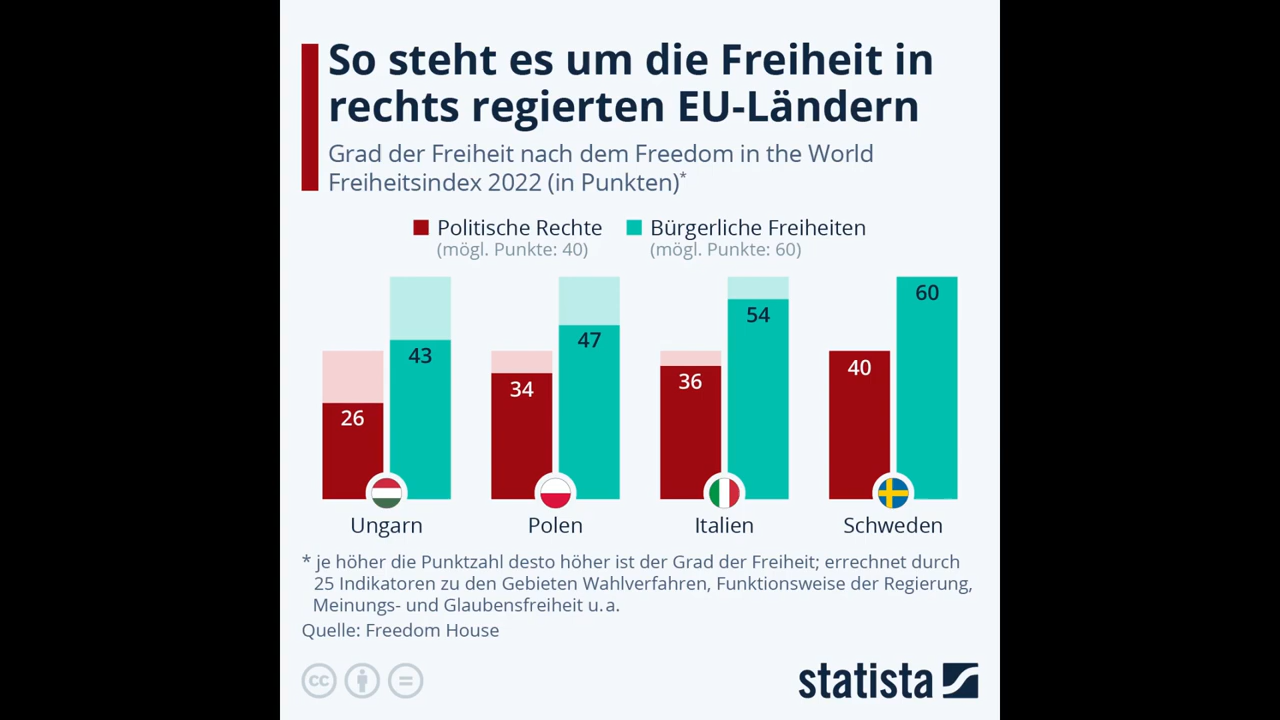 So steht es um die Freiheit in
rechts regierten EU-Ländern
Grad der Freiheit nach dem Freedom in the World
Freiheitsindex 2022 (in Punkten)*
Politische Rechte Bürgerliche Freiheiten
(mögl. Punkte: 40) (mögl. Punkte: 60)
26 43 34 47 36 54 40 60
Ungarn Polen Italien Schweden
* je höher die Punktzahl desto höher ist der Grad der Freiheit; errechnet durch
25 Indikatoren zu den Gebieten Wahlverfahren, Funktionsweise der Regierung,
Meinungs- und Glaubensfreiheit u.a.
Quelle: Freedom House
cc =
statista